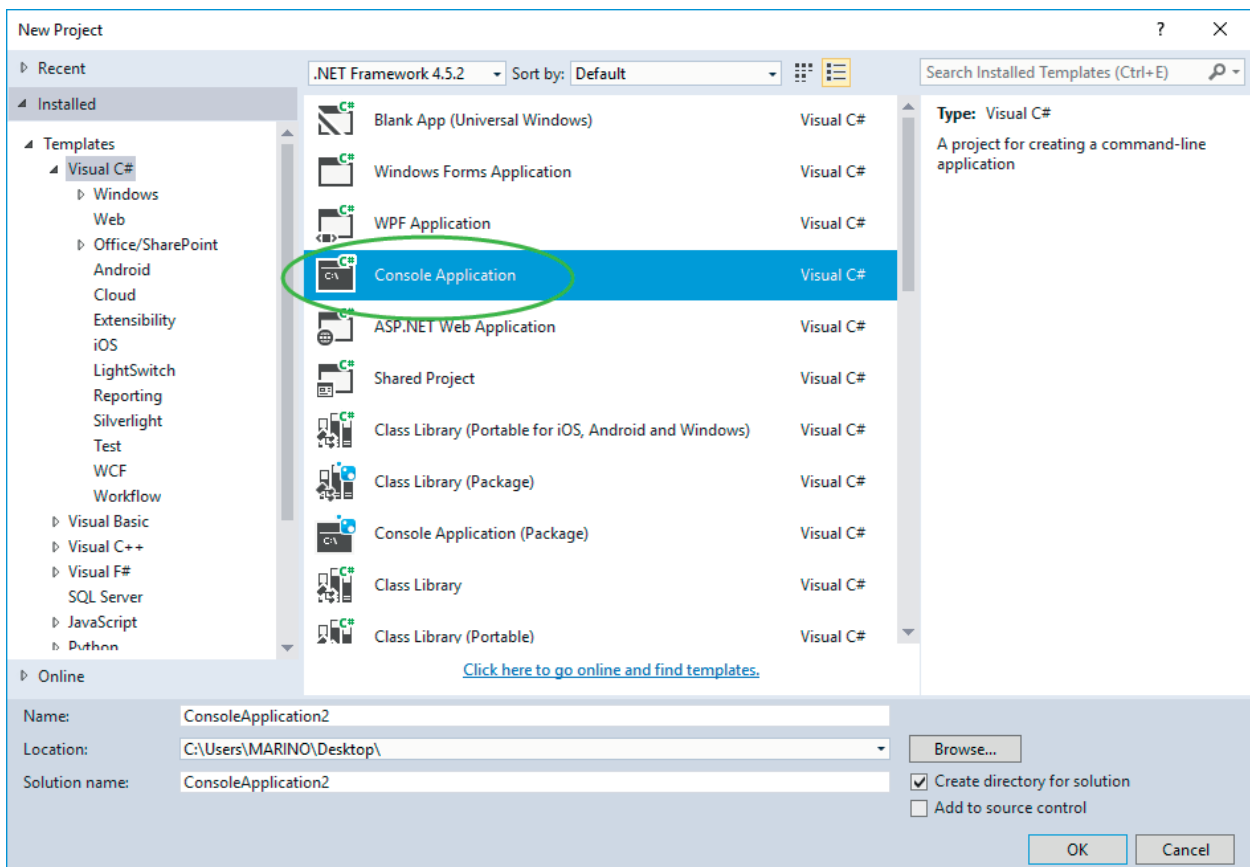 New Project
?
Recent
.NET Framework 4.5.2
Sort by: Default
Search Installed Templates (Ctrl+E)
Installed
Templates
Visual C#
Windows
Web
Office/SharePoint
Android
Cloud
Extensibility
iOS
LightSwitch
Reporting
Silverlight
Test
WCF
Workflow
Visual Basic
Visual C++
Visual F#
SQL Server
JavaScript
Python
Online
C# Blank App (Universal Windows) Visual C#
C# Windows Forms Application Visual C#
C# WPF Application Visual C#
C# C:\ Console Application Visual C#
C# ASP.NET Web Application Visual C#
C# Shared Project Visual C#
C# Class Library (Portable for iOS, Android and Windows) Visual C#
Class Library (Package) Visual C#
C:\ Console Application (Package) Visual C#
C# Class Library Visual C#
C# Class Library (Portable) Visual C#
Click here to go online and find templates.
Type: Visual C#
A project for creating a command-line
application
Name: ConsoleApplication2
Location: C:\Users\MARINO\Desktop\
Browse...
Solution name: ConsoleApplication2
Create directory for solution
Add to source control
OK
Cancel